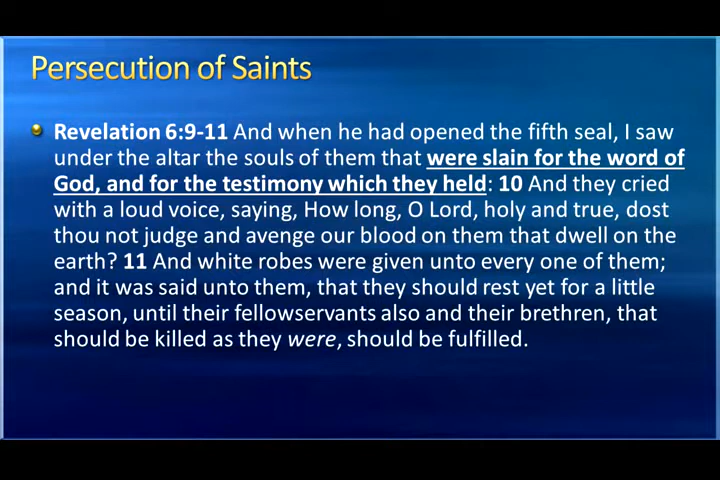 Persecution of Saints
Revelation 6:9-11 And when he had opened the fifth seal, I saw
under the altar the souls of them that were slain for the word of
God, and for the testimony which they held: 10 And they cried
with a loud voice, saying, How long, O Lord, holy and true, dost
thou not judge and avenge our blood on them that dwell on the
earth? 11 And white robes were given unto every one of them;
and it was said unto them, that they should rest yet for a little
season, until their fellowservants also and their brethren, that
should be killed as they were, should be fulfilled.